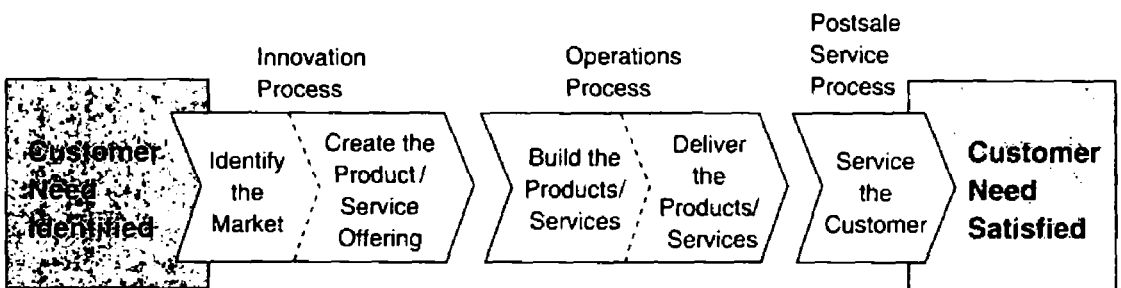 Innovation
Process
Operations
Process
Postsale
Service
Process
Customer
Need
Identified
Identify
the
Market
Create the
Product/
Service
Offering
Build the
Products/
Services
Deliver
the
Products/
Services
Service
the
Customer
Customer
Need
Satisfied